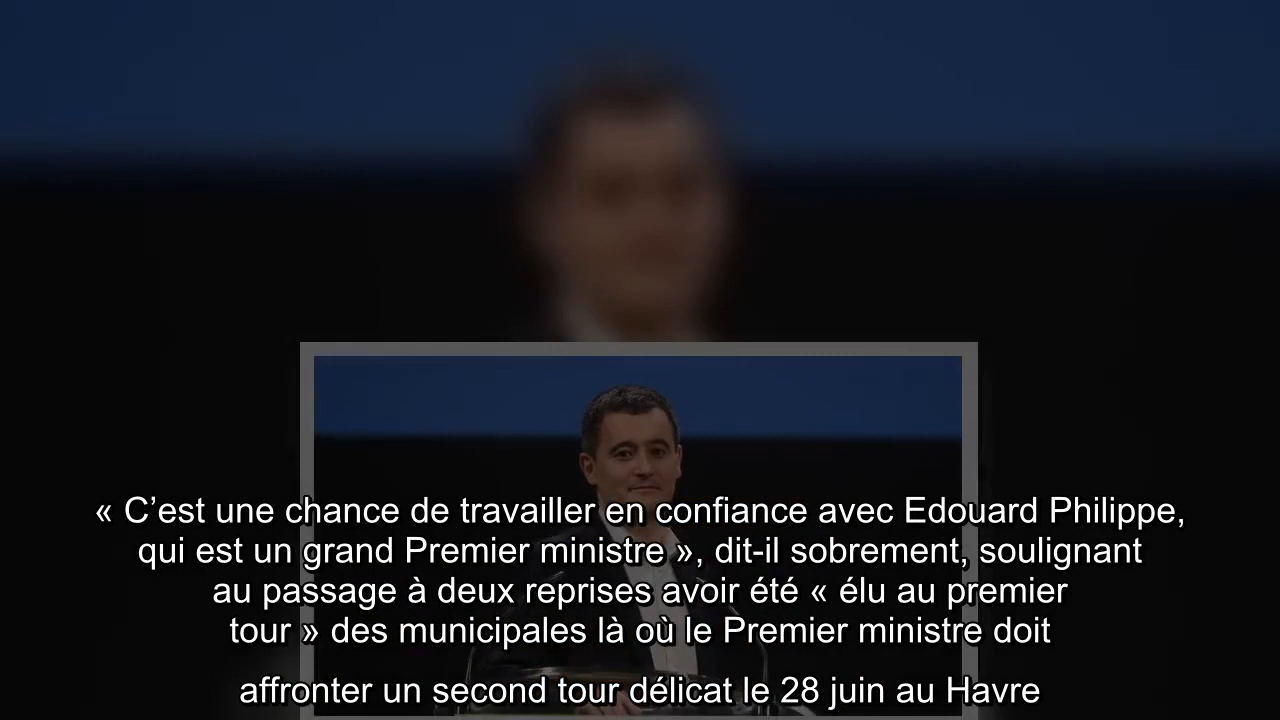 « C’est une chance de travailler en confiance avec Edouard Philippe,
qui est un grand Premier ministre », dit-il sobrement, soulignant
au passage à deux reprises avoir été « élu au premier
tour » des municipales là où le Premier ministre doit
affronter un second tour délicat le 28 juin au Havre